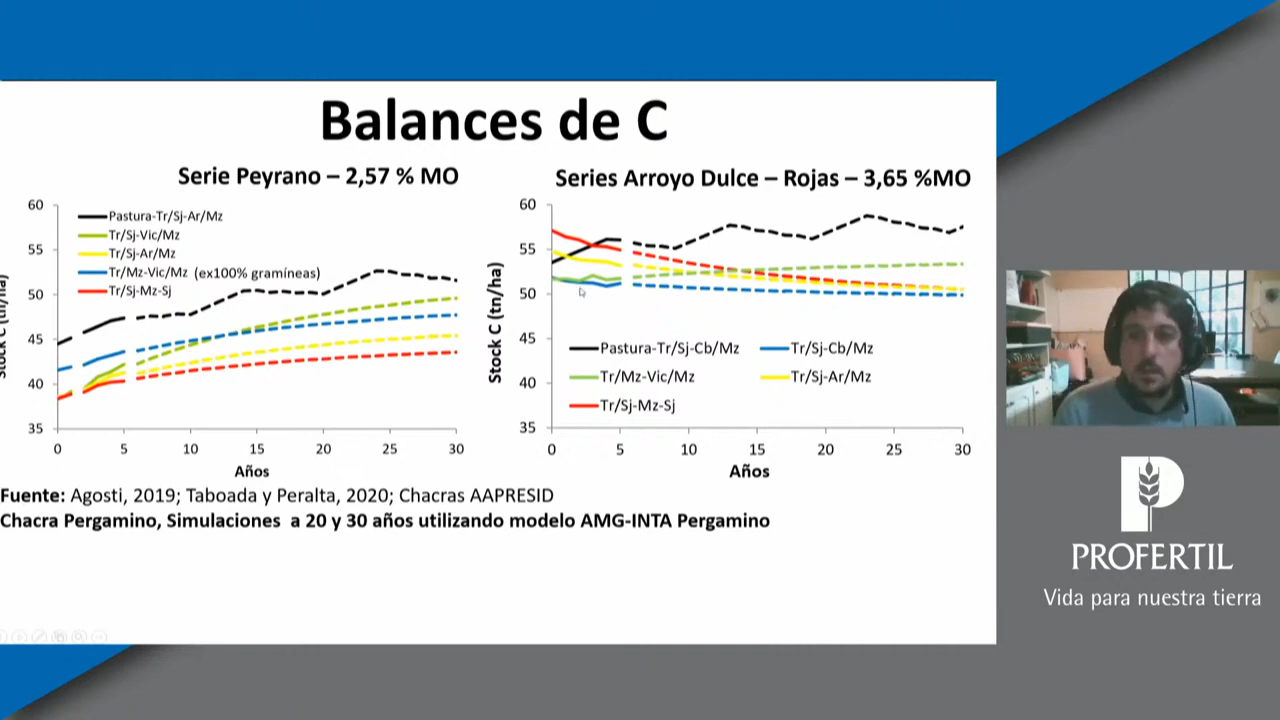 Balances de C
Serie Peyrano – 2,57 % MO
60
55
50
45
40
35
Stock C (tn/ha)
Pastura-Tr/Sj-Ar/Mz
Tr/Sj-Vic/Mz
Tr/Sj-Ar/Mz
Tr/Mz-Vic/Mz (ex100% gramíneas)
Tr/Sj-Mz-Sj
0 5 10 15 20 25 30
Años
Series Arroyo Dulce – Rojas – 3,65 %MO
60
55
50
45
40
35
Stock C (tn/ha)
Pastura-Tr/Sj-Cb/Mz
Tr/Sj-Cb/Mz
Tr/Mz-Vic/Mz
Tr/Sj-Ar/Mz
Tr/Sj-Mz-Sj
0 5 10 15 20 25 30
Años
Fuente: Agosti, 2019; Taboada y Peralta, 2020; Chacras AAPRESID
Chacra Pergamino, Simulaciones a 20 y 30 años utilizando modelo AMG-INTA Pergamino
PROFERTIL
Vida para nuestra tierra